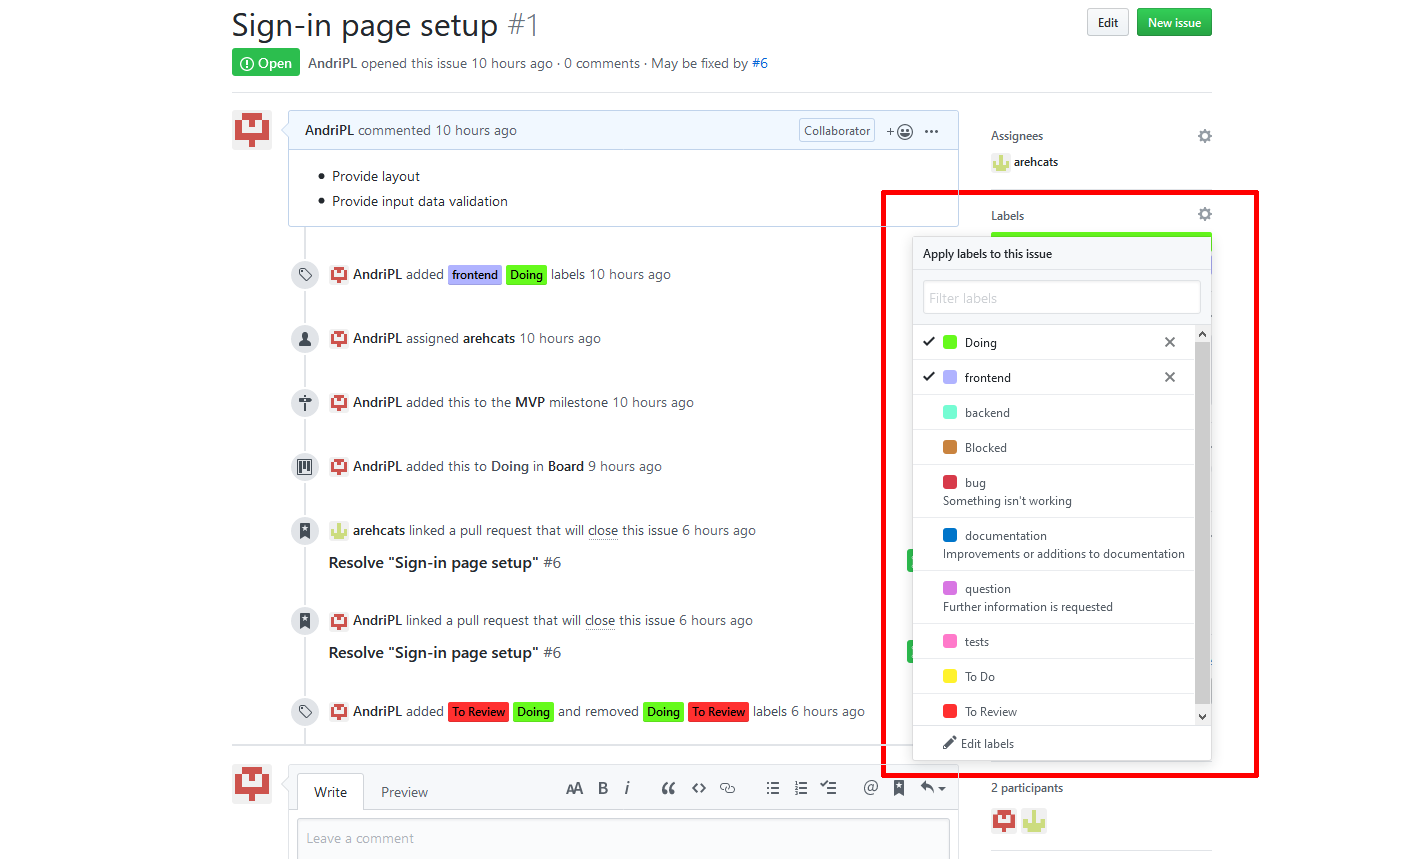 Sign-in page setup #1
Edit
New issue
Open
AndriPL opened this issue 10 hours ago · 0 comments · May be fixed by #6
AndriPL commented 10 hours ago
Collaborator
Provide layout
Provide input data validation
AndriPL added frontend Doing labels 10 hours ago
AndriPL assigned arehcats 10 hours ago
AndriPL added this to the MVP milestone 10 hours ago
AndriPL added this to Doing in Board 9 hours ago
arehcats linked a pull request that will close this issue 6 hours ago
Resolve "Sign-in page setup" #6
AndriPL linked a pull request that will close this issue 6 hours ago
Resolve "Sign-in page setup" #6
AndriPL added To Review Doing and removed Doing To Review labels 6 hours ago
Write
Preview
Leave a comment
Assignees
arehcats
Labels
Apply labels to this issue
Filter labels
Doing
frontend
backend
Blocked
bug
Something isn't working
documentation
Improvements or additions to documentation
question
Further information is requested
tests
To Do
To Review
Edit labels
2 participants